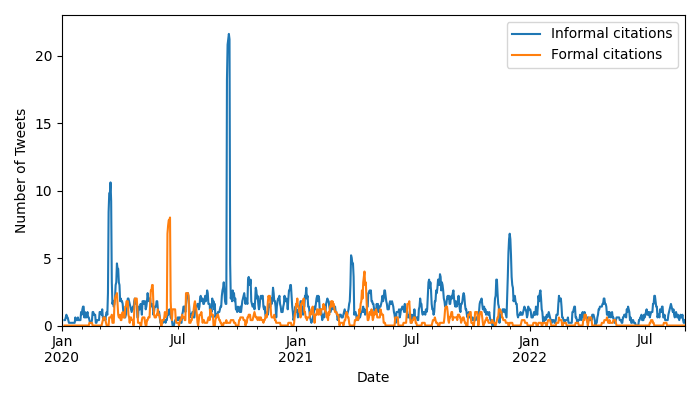 Informal citations
Formal citations
Number of Tweets
20
15
10
5
0
Jan
2020
Jul
Jan
2021
Jul
Jan
2022
Jul
Date